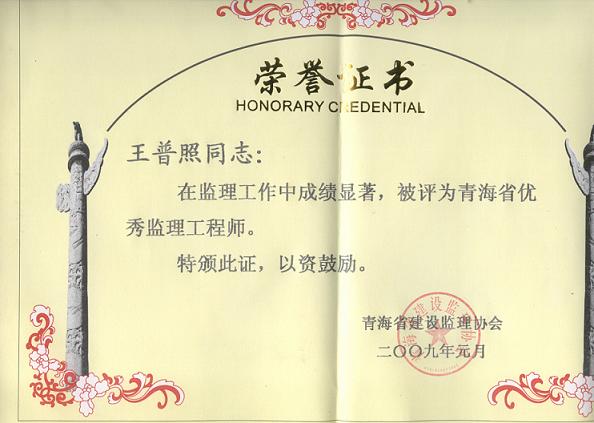 荣誉证书
HONORARY CREDENTIAL
王普照同志：
在监理工作中成绩显著，被评为青海省优
秀监理工程师。
特颁此证，以资鼓励。
青海省建设监理协会
二〇〇九年元月